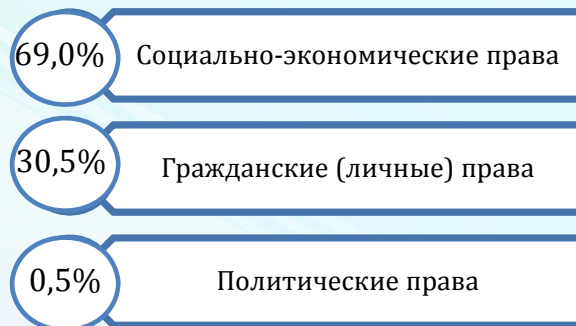 69,0% Социально-экономические права
30,5% Гражданские (личные) права
0,5% Политические права